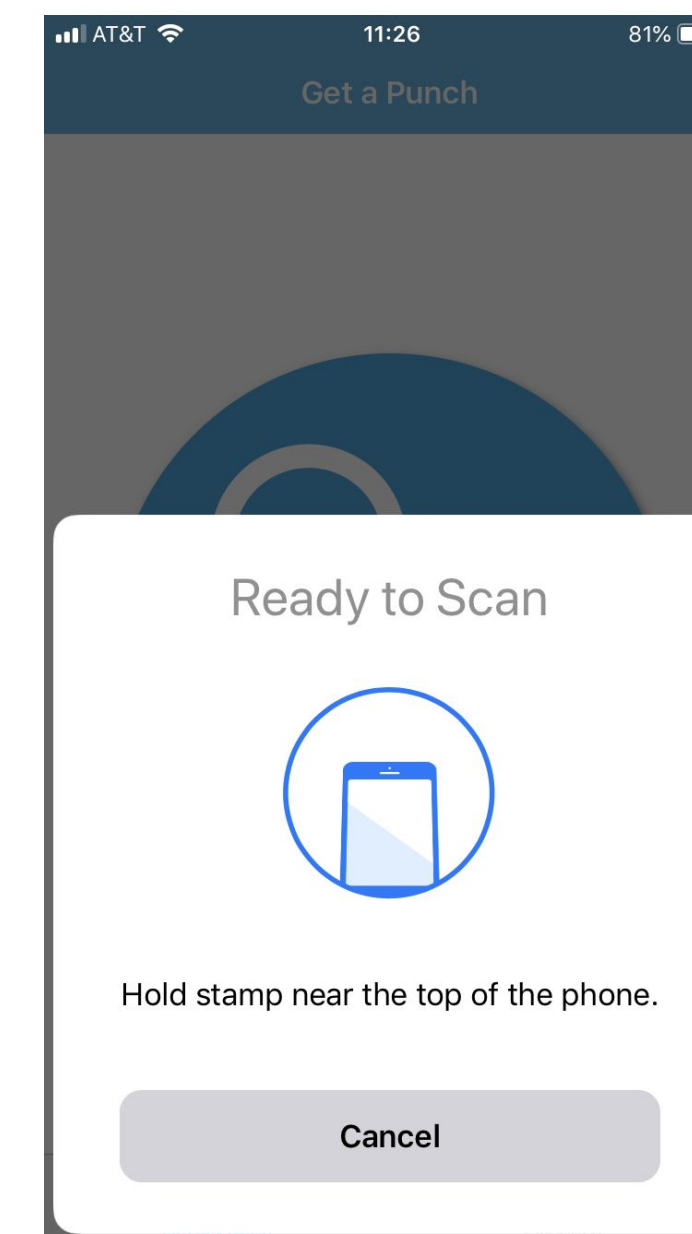 AT&T 11:26 81%
Get a Punch
Ready to Scan
Hold stamp near the top of the phone.
Cancel